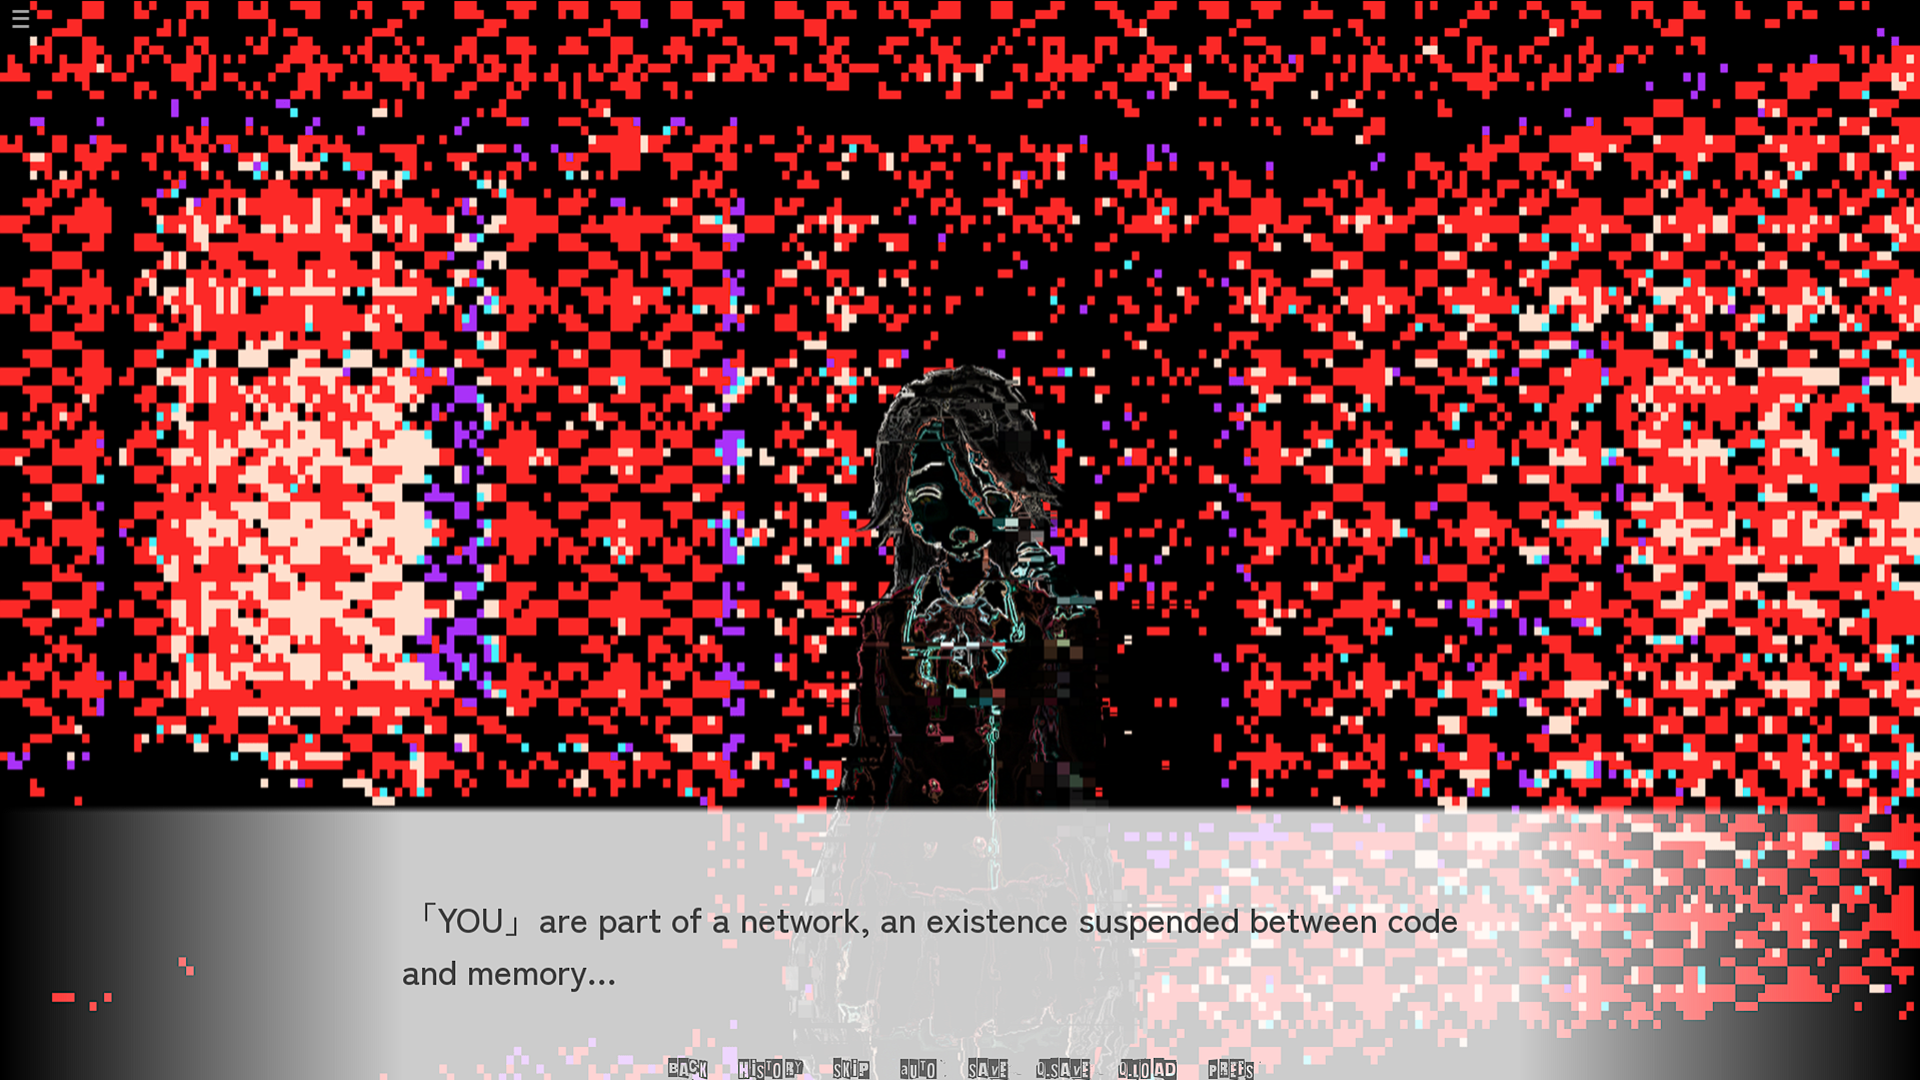 「YOU」are part of a network, an existence suspended between code
and memory...
BACK HISTORY SKIP AUTO SAVE Q.SAVE Q.LOAD PREFS